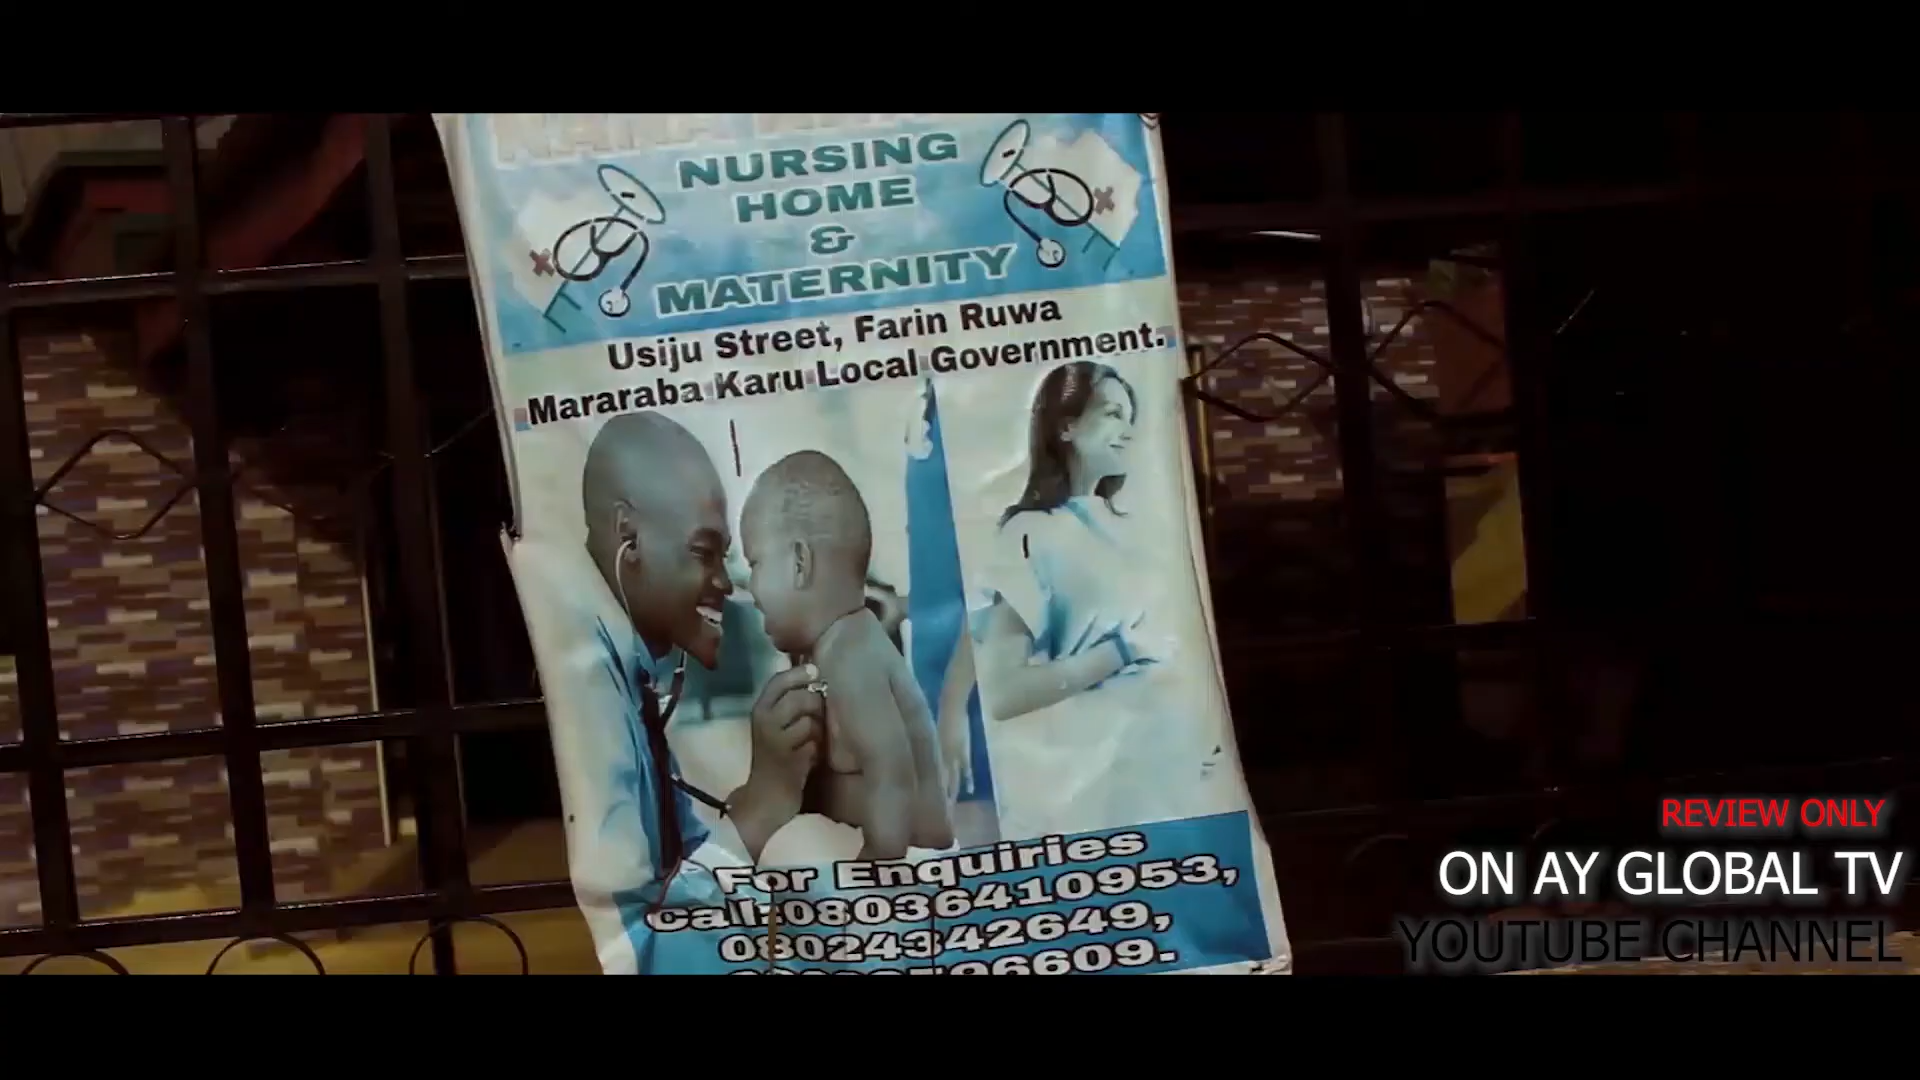 NURSING
HOME
&
MATERNITY
Usiju Street, Farin Ruwa
Mararaba Karu Local Government.
For Enquiries
Call:08036410953,
08024342649,
REVIEW ONLY
ON AY GLOBAL TV
YOUTUBE CHANNEL